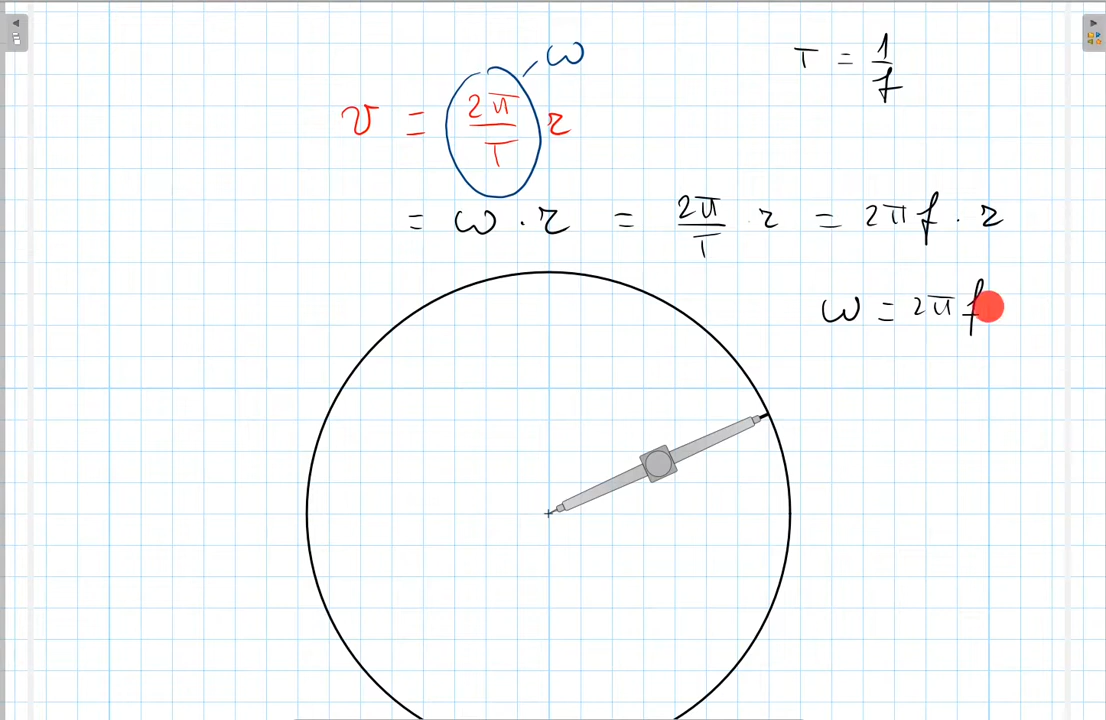 ω
T = 1/f
v = 2π/T r
= ω · r = 2π/T · r = 2π f · r
ω = 2π f